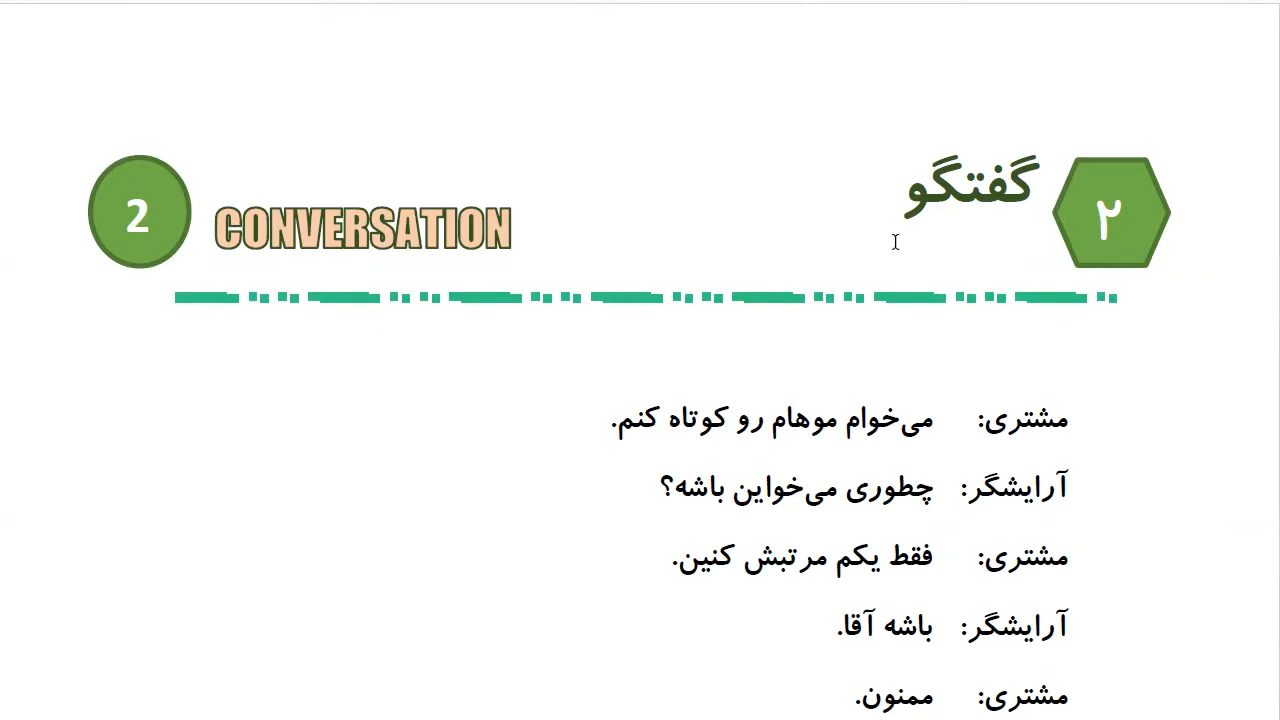 گفتگو ۲
2 CONVERSATION
مشتری: می‌خوام موهام رو کوتاه کنم.
آرایشگر: چطوری می‌خواین باشه؟
مشتری: فقط یکم مرتبش کنین.
آرایشگر: باشه آقا.
مشتری: ممنون.